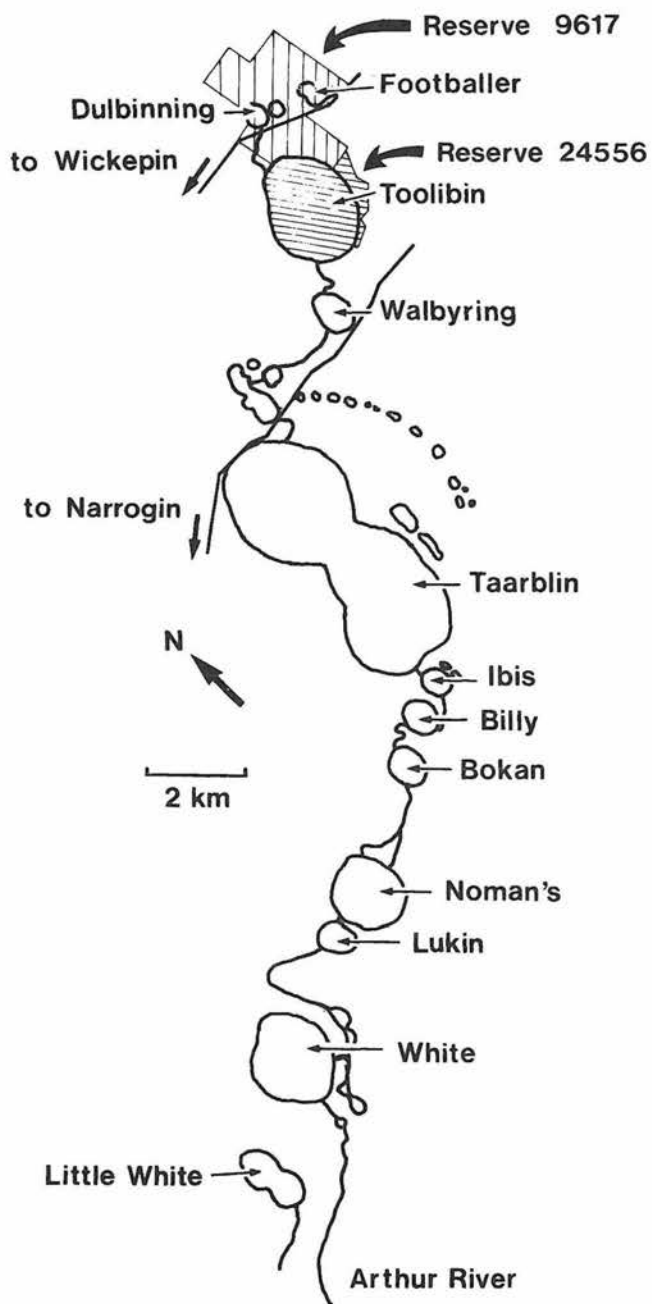 Reserve 9617
Footballer
Dulbinning
to Wickepin
Reserve 24556
Toolibin
Walbyring
to Narrogin
Taarblin
N
Ibis
Billy
Bokan
2 km
Noman's
Lukin
White
Little White
Arthur River